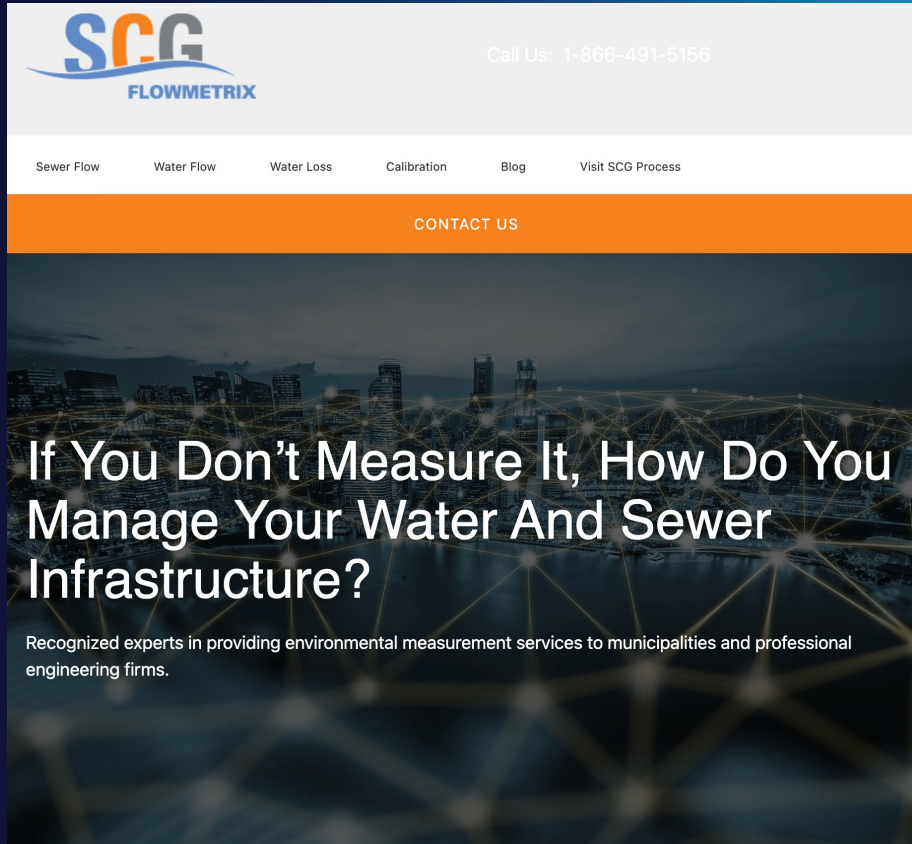 SCG
FLOWMETRIX
Call Us: 1-866-491-5156
Sewer Flow
Water Flow
Water Loss
Calibration
Blog
Visit SCG Process
CONTACT US
If You Don’t Measure It, How Do You
Manage Your Water And Sewer
Infrastructure?
Recognized experts in providing environmental measurement services to municipalities and professional
engineering firms.